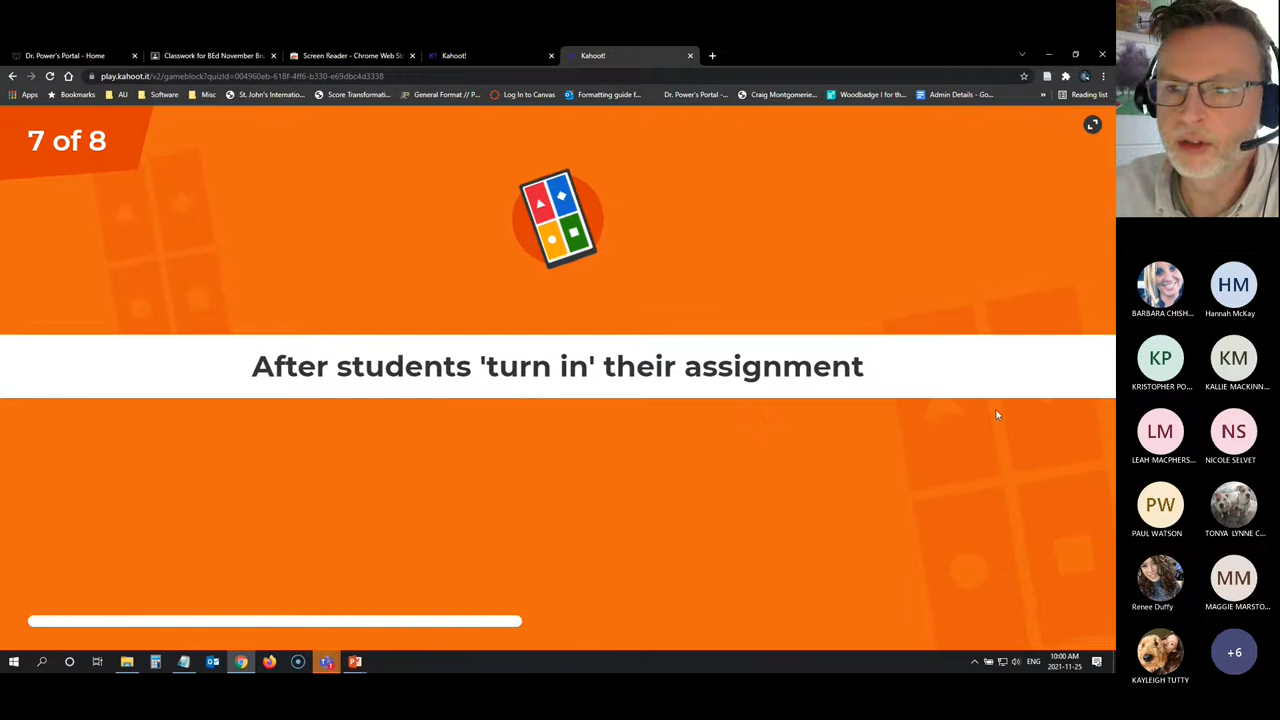 Dr. Power's Portal - Home
Classwork for BEd November Bru
Screen Reader - Chrome Web St
Kahoot!
Kahoot!
play.kahoot.it/v2/gameblock?quizId=004960eb-618f-4ff6-b330-e69dbc4d3338
Apps
Bookmarks
AU
Software
Misc
St. John's Internatio...
Score Transformati...
General Format // P...
Log In to Canvas
Formatting guide f...
Dr. Power's Portal -...
Craig Montgomerie...
Woodbadge I for th...
Admin Details - Go...
Reading list
7 of 8
After students 'turn in' their assignment
ENG
10:00 AM
2021-11-25
BARBARA CHISH...
HM
Hannah McKay
KP
KRISTOPHER PO...
KM
KALLIE MACKINN...
LM
LEAH MACPHERS...
NS
NICOLE SELVET
PW
PAUL WATSON
TONYA LYNNE C...
Renee Duffy
MM
MAGGIE MARSTO...
KAYLEIGH TUTTY
+6